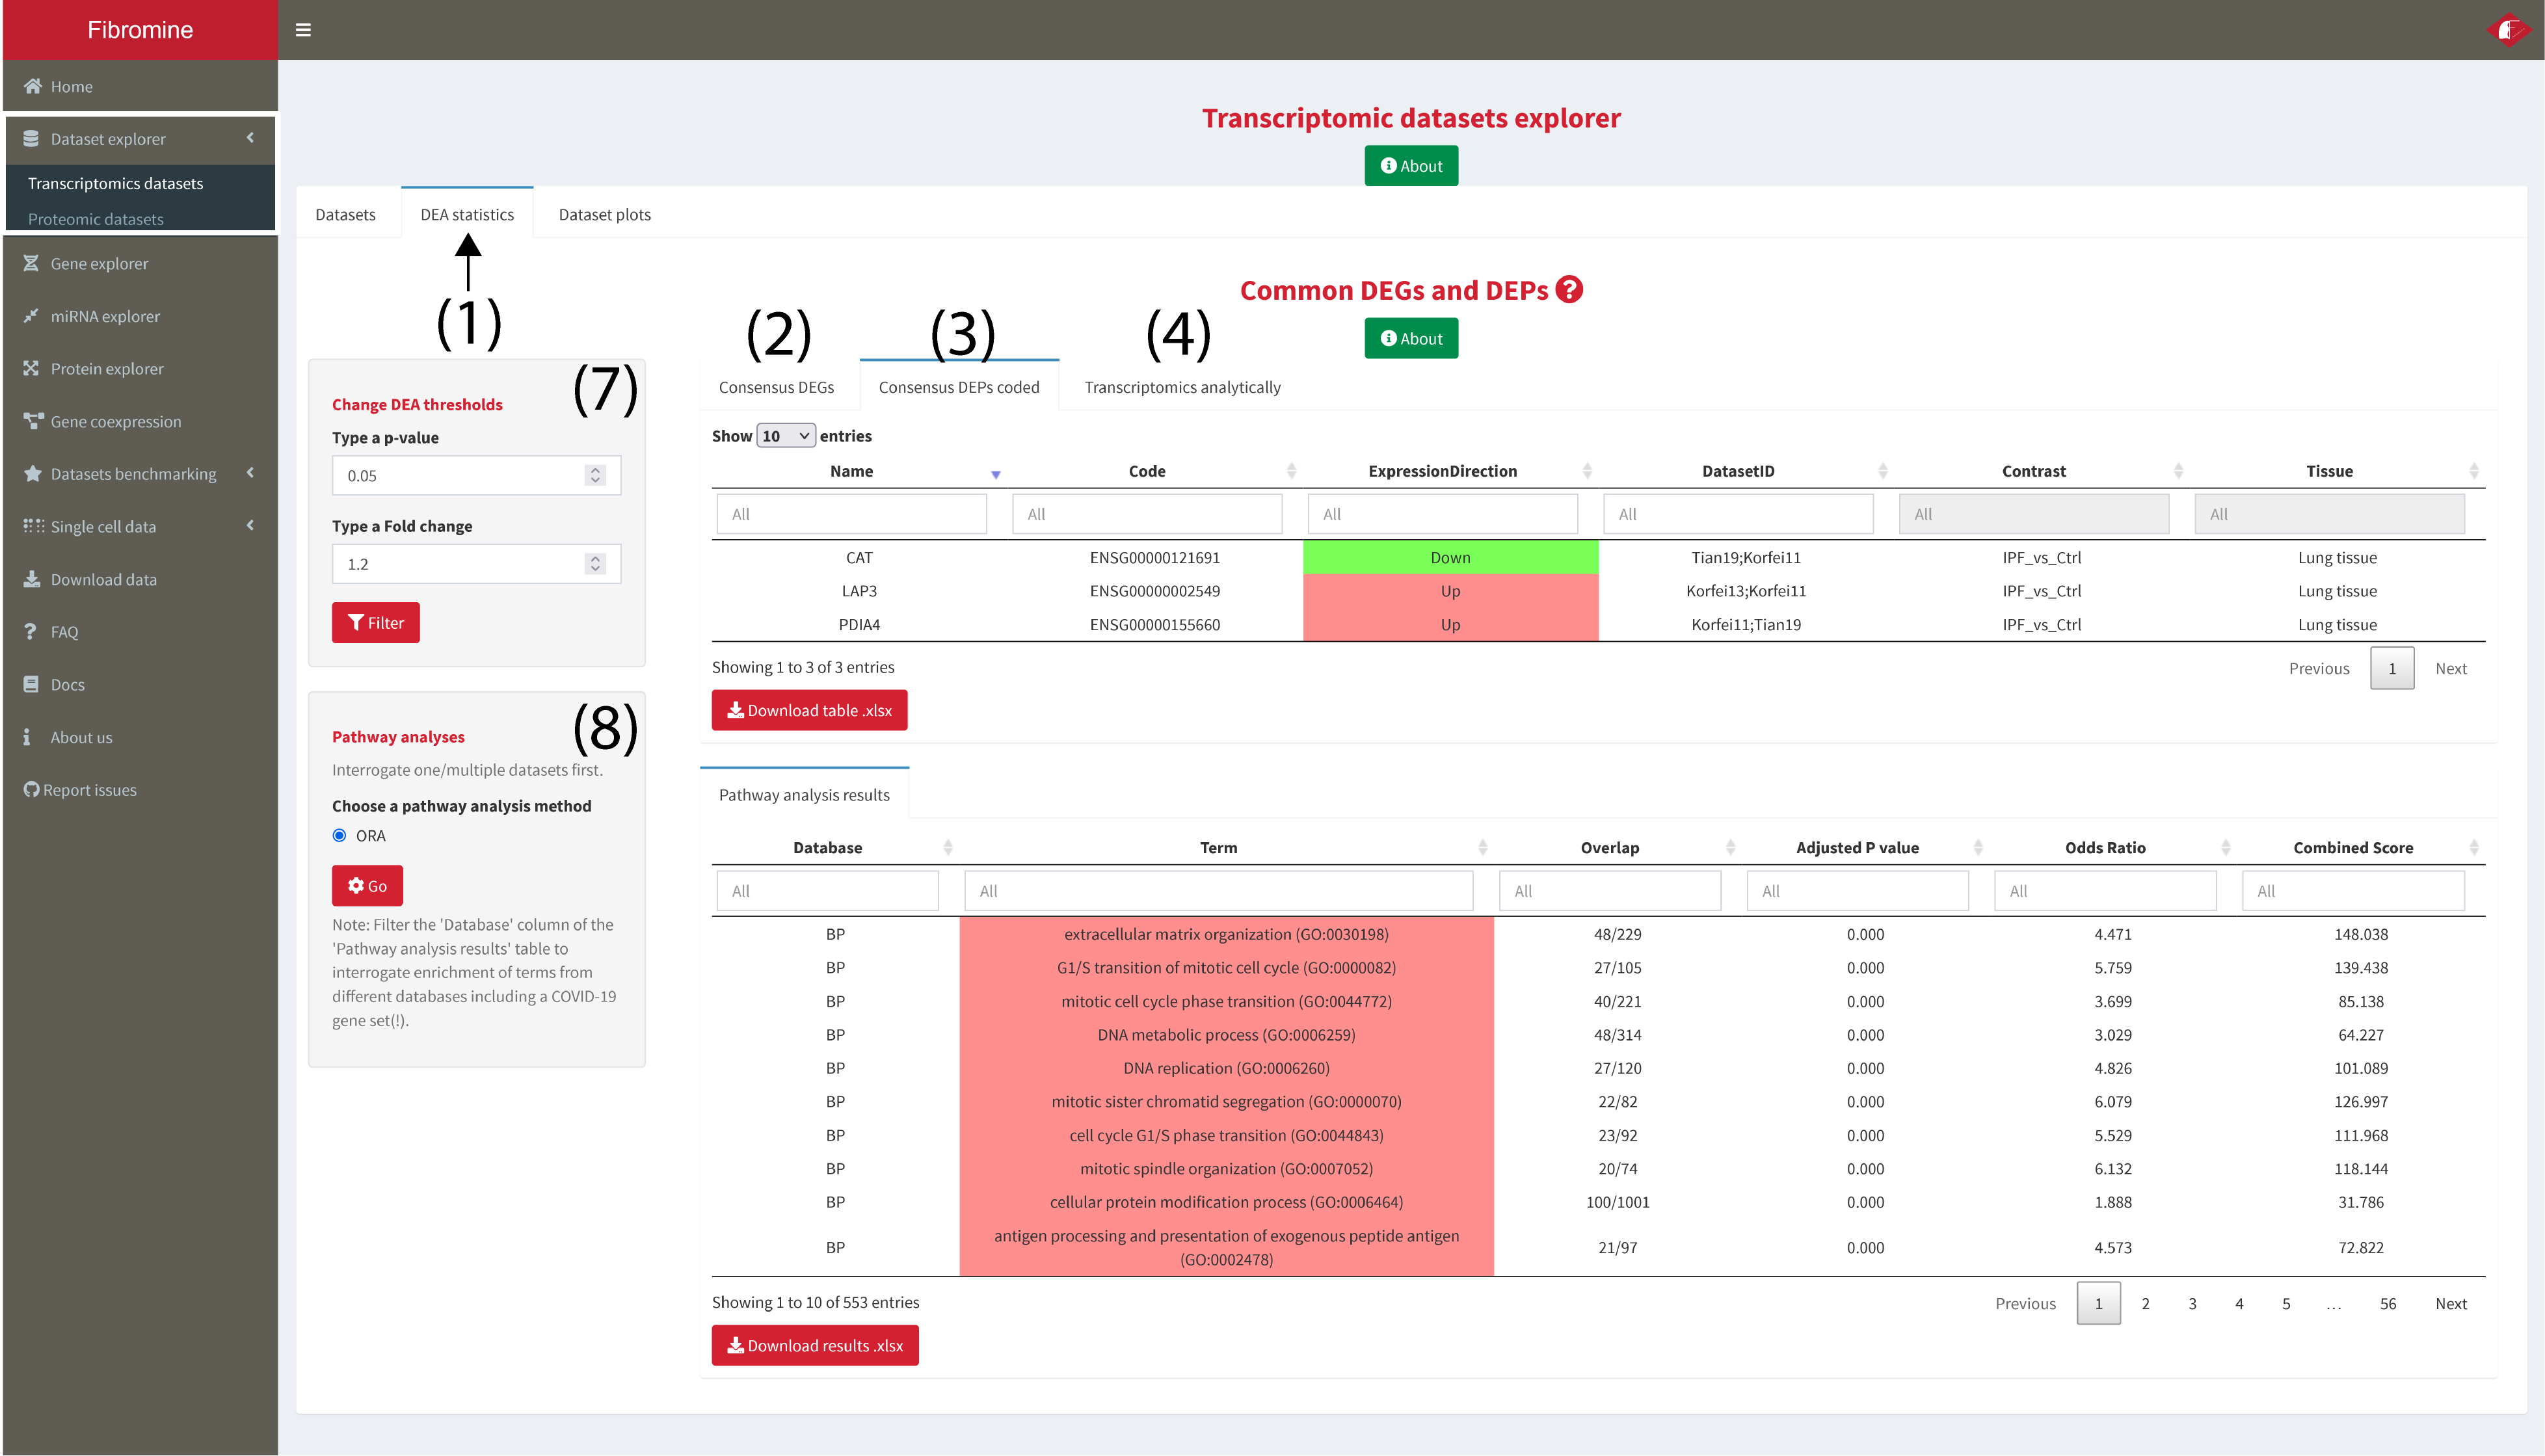 Fibromine
Home
Dataset explorer
Transcriptomics datasets
Proteomic datasets
Gene explorer
miRNA explorer
Protein explorer
Gene coexpression
Datasets benchmarking
Single cell data
Download data
FAQ
Docs
About us
Report issues
Transcriptomic datasets explorer
About
Datasets DEA statistics Dataset plots
(1)
Common DEGs and DEPs ?
About
(7)
Change DEA thresholds
Type a p-value
0.05
Type a Fold change
1.2
Filter
(8)
Pathway analyses
Interrogate one/multiple datasets first.
Choose a pathway analysis method
ORA
Go
Note: Filter the 'Database' column of the
'Pathway analysis results' table to
interrogate enrichment of terms from
different databases including a COVID-19
gene set(!).
(2) (3) (4)
Consensus DEGs Consensus DEPs coded Transcriptomics analytically
Show 10 entries
Name Code ExpressionDirection DatasetID Contrast Tissue
All All All All All All
CAT ENSG00000121691 Down Tian19;Korfei11 IPF_vs_Ctrl Lung tissue
LAP3 ENSG00000002549 Up Korfei13;Korfei11 IPF_vs_Ctrl Lung tissue
PDIA4 ENSG00000155660 Up Korfei11;Tian19 IPF_vs_Ctrl Lung tissue
Showing 1 to 3 of 3 entries Previous 1 Next
Download table .xlsx
Pathway analysis results
Database Term Overlap Adjusted P value Odds Ratio Combined Score
All All All All All All
BP extracellular matrix organization (GO:0030198) 48/229 0.000 4.471 148.038
BP G1/S transition of mitotic cell cycle (GO:0000082) 27/105 0.000 5.759 139.438
BP mitotic cell cycle phase transition (GO:0044772) 40/221 0.000 3.699 85.138
BP DNA metabolic process (GO:0006259) 48/314 0.000 3.029 64.227
BP DNA replication (GO:0006260) 27/120 0.000 4.826 101.089
BP mitotic sister chromatid segregation (GO:0000070) 22/82 0.000 6.079 126.997
BP cell cycle G1/S phase transition (GO:0044843) 23/92 0.000 5.529 111.968
BP mitotic spindle organization (GO:0007052) 20/74 0.000 6.132 118.144
BP cellular protein modification process (GO:0006464) 100/1001 0.000 1.888 31.786
BP antigen processing and presentation of exogenous peptide antigen
(GO:0002478) 21/97 0.000 4.573 72.822
Showing 1 to 10 of 553 entries Previous 1 2 3 4 5 ... 56 Next
Download results .xlsx